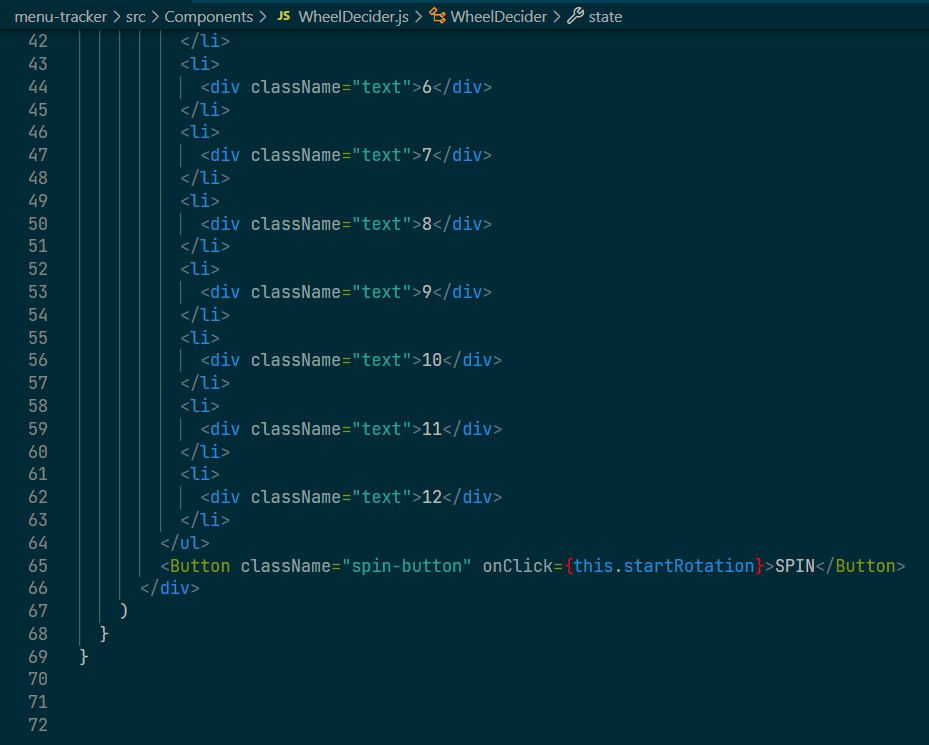 menu-tracker > src > Components > JS WheelDecider.js > WheelDecider > state
42 </li>
43 <li>
44 <div className="text">6</div>
45 </li>
46 <li>
47 <div className="text">7</div>
48 </li>
49 <li>
50 <div className="text">8</div>
51 </li>
52 <li>
53 <div className="text">9</div>
54 </li>
55 <li>
56 <div className="text">10</div>
57 </li>
58 <li>
59 <div className="text">11</div>
60 </li>
61 <li>
62 <div className="text">12</div>
63 </li>
64 </ul>
65 <Button className="spin-button" onClick={this.startRotation}>SPIN</Button>
66 </div>
67 )
68 }
69 }
70
71
72